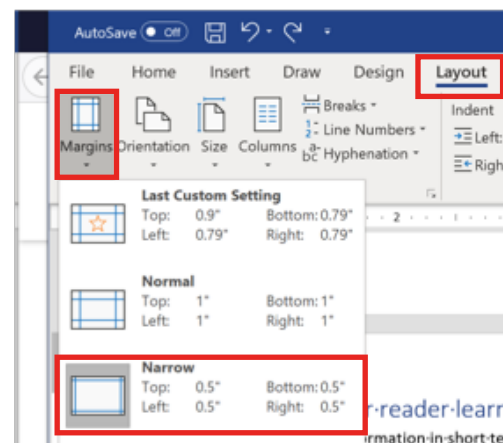 AutoSave Off
File Home Insert Draw Design Layout
Margins Orientation Size Columns
Breaks
Line Numbers
Hyphenation
Indent
Left:
Righ
2
Last Custom Setting
Top: 0.9" Bottom: 0.79"
Left: 0.79" Right: 0.79"
Normal
Top: 1" Bottom: 1"
Left: 1" Right: 1"
Narrow
Top: 0.5" Bottom: 0.5"
Left: 0.5" Right: 0.5"
r·reader·learn
rmation·in·short·te